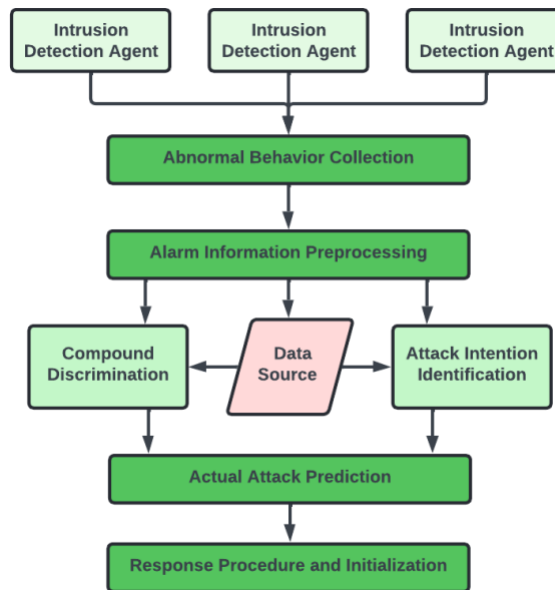 Intrusion
Detection Agent
Intrusion
Detection Agent
Intrusion
Detection Agent
Abnormal Behavior Collection
Alarm Information Preprocessing
Compound
Discrimination
Data
Source
Attack Intention
Identification
Actual Attack Prediction
Response Procedure and Initialization